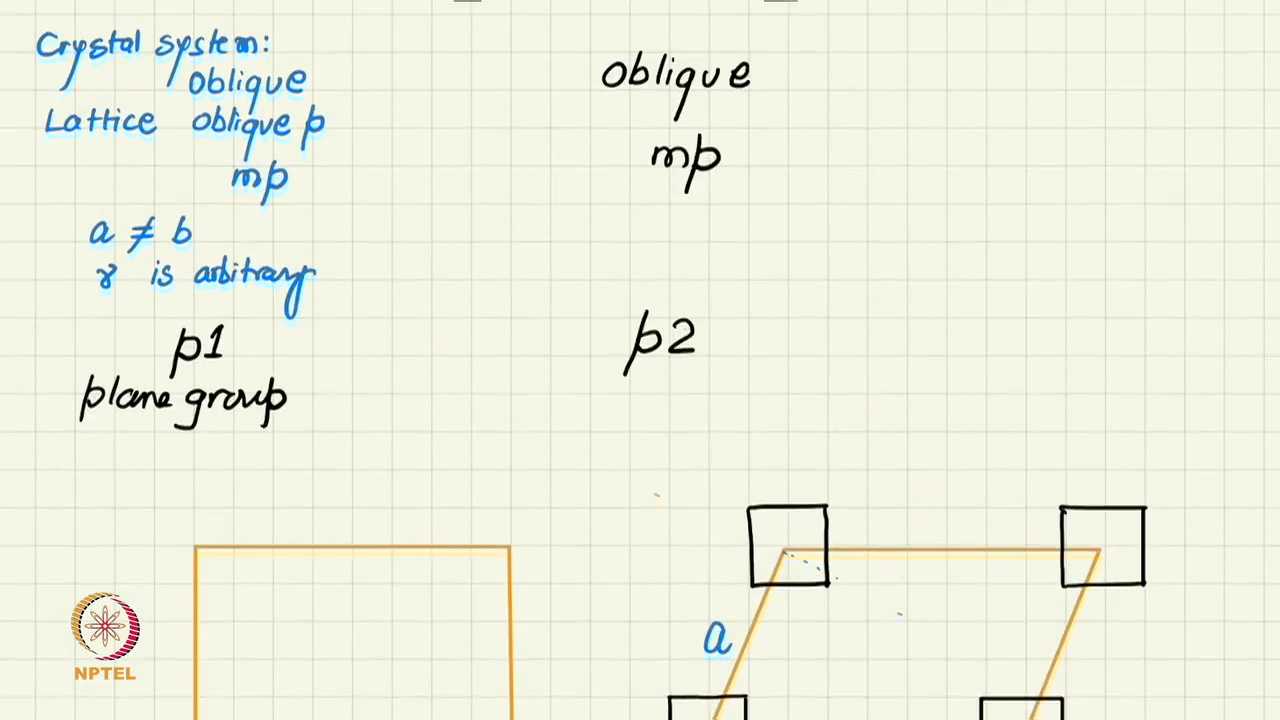 Crystal system:
oblique
Lattice oblique p
mp
a ≠ b
γ is arbitrary
p1
plane group
oblique
mp
p2
a
NPTEL